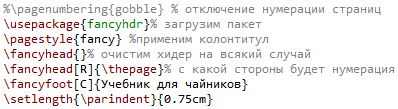 %\pagenumbering{gobble} % отключение нумерации страниц
\usepackage{fancyhdr}% загрузим пакет
\pagestyle{fancy} %применим колонтитул
\fancyhead{}% очистим хидер на всякий случай
\fancyhead[R]{\thepage}% с какой стороны будет нумерация
\fancyfoot[C]{Учебник для чайников}
\setlength{\parindent}{0.75cm}